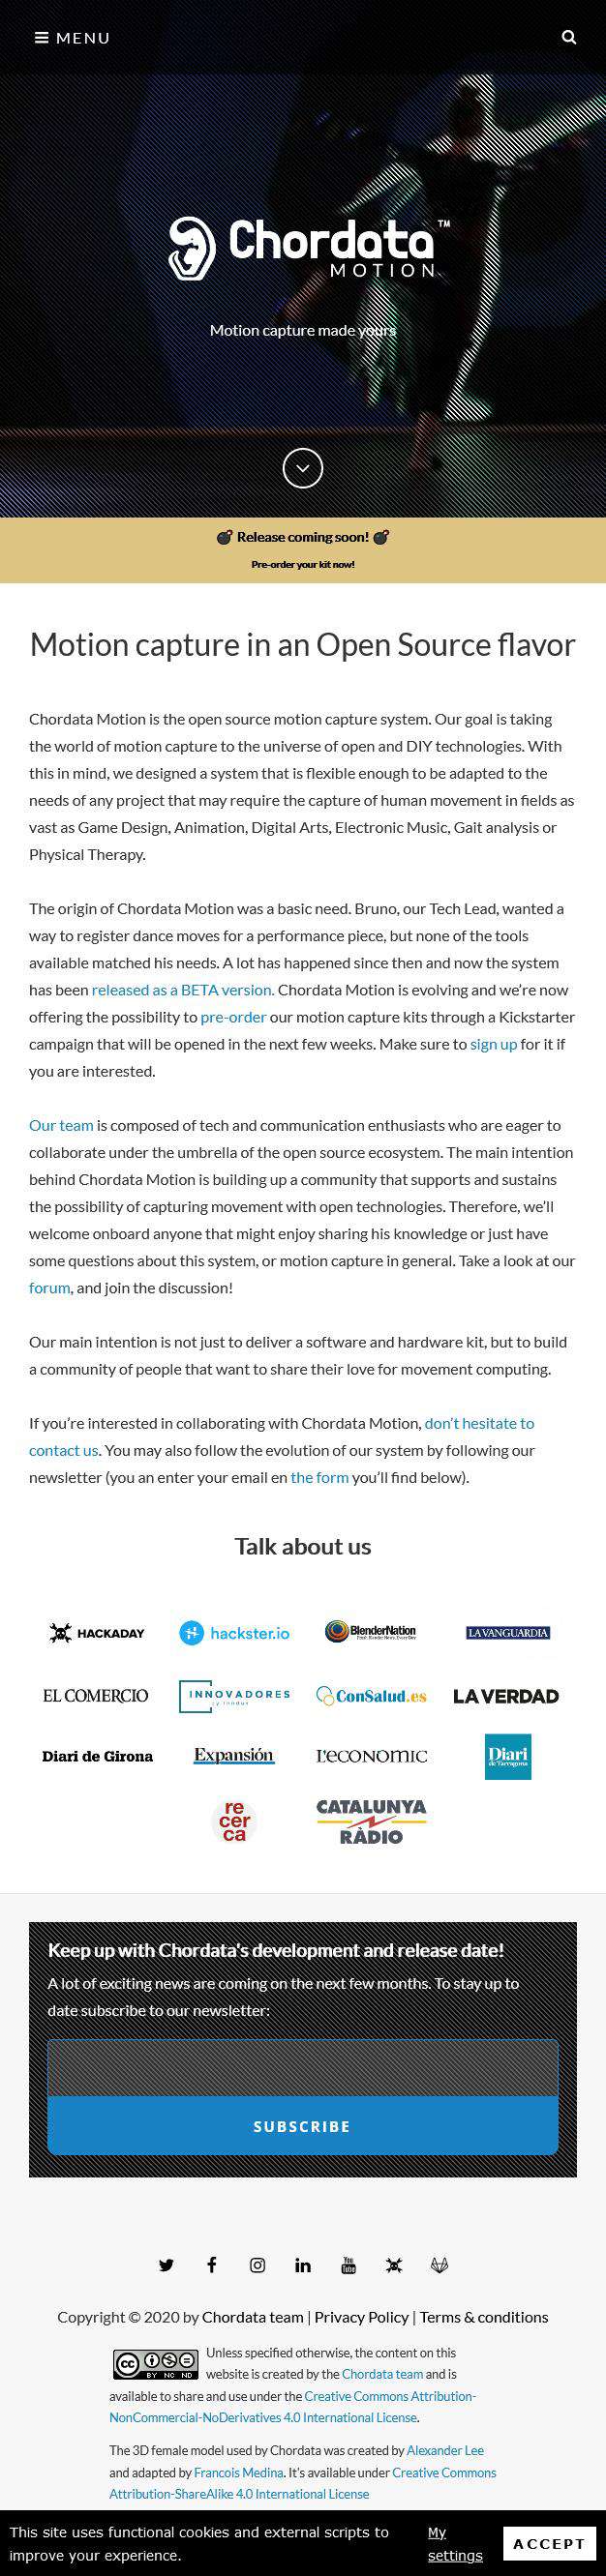 MENU
Chordata™
MOTION
Motion capture made yours
Release coming soon!
Pre-order your kit now!
Motion capture in an Open Source flavor
Chordata Motion is the open source motion capture system. Our goal is taking
the world of motion capture to the universe of open and DIY technologies. With
this in mind, we designed a system that is flexible enough to be adapted to the
needs of any project that may require the capture of human movement in fields as
vast as Game Design, Animation, Digital Arts, Electronic Music, Gait analysis or
Physical Therapy.
The origin of Chordata Motion was a basic need. Bruno, our Tech Lead, wanted a
way to register dance moves for a performance piece, but none of the tools
available matched his needs. A lot has happened since then and now the system
has been released as a BETA version. Chordata Motion is evolving and we’re now
offering the possibility to pre-order our motion capture kits through a Kickstarter
campaign that will be opened in the next few weeks. Make sure to sign up for it if
you are interested.
Our team is composed of tech and communication enthusiasts who are eager to
collaborate under the umbrella of the open source ecosystem. The main intention
behind Chordata Motion is building up a community that supports and sustains
the possibility of capturing movement with open technologies. Therefore, we’ll
welcome onboard anyone that might enjoy sharing his knowledge or just have
some questions about this system, or motion capture in general. Take a look at our
forum, and join the discussion!
Our main intention is not just to deliver a software and hardware kit, but to build
a community of people that want to share their love for movement computing.
If you’re interested in collaborating with Chordata Motion, don’t hesitate to
contact us. You may also follow the evolution of our system by following our
newsletter (you an enter your email en the form you’ll find below).
Talk about us
HACKADAY hackster.io BlenderNation LA VANGUARDIA
EL COMERCIO INNOVADORES by Inndux ConSalud.es LA VERDAD
Diari de Girona Expansión L'ECONOMIC Diari de Tarragona
re
cer
ca
CATALUNYA
RÀDIO
Keep up with Chordata's development and release date!
A lot of exciting news are coming on the next few months. To stay up to
date subscribe to our newsletter:
SUBSCRIBE
Copyright © 2020 by Chordata team | Privacy Policy | Terms & conditions
CC BY NC ND
Unless specified otherwise, the content on this
website is created by the Chordata team and is
available to share and use under the Creative Commons Attribution-
NonCommercial-NoDerivatives 4.0 International License.
The 3D female model used by Chordata was created by Alexander Lee
and adapted by Francois Medina. It's available under Creative Commons
Attribution-ShareAlike 4.0 International License
This site uses functional cookies and external scripts to
improve your experience.
My
settings
ACCEPT